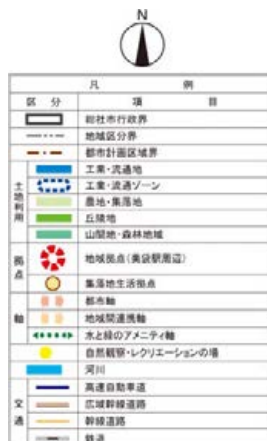 N
凡 例
区 分 項 目
総社市行政界
地域区分界
都市計画区域界
土地利用
工業・流通地
工業・流通ゾーン
農地・集落地
丘陵地
山間地・森林地域
拠点
地域拠点(美袋駅周辺)
集落地生活拠点
軸
都市軸
地域間連携軸
水と緑のアメニティ軸
自然観察・レクリエーションの場
河川
交通
高速自動車道
広域幹線道路
幹線道路
鉄道